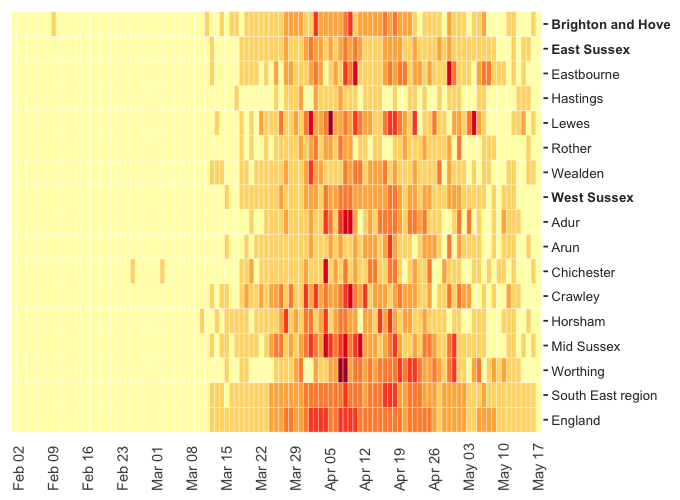 Brighton and Hove
East Sussex
Eastbourne
Hastings
Lewes
Rother
Wealden
West Sussex
Adur
Arun
Chichester
Crawley
Horsham
Mid Sussex
Worthing
South East region
England
Feb 02
Feb 09
Feb 16
Feb 23
Mar 01
Mar 08
Mar 15
Mar 22
Mar 29
Apr 05
Apr 12
Apr 19
Apr 26
May 03
May 10
May 17